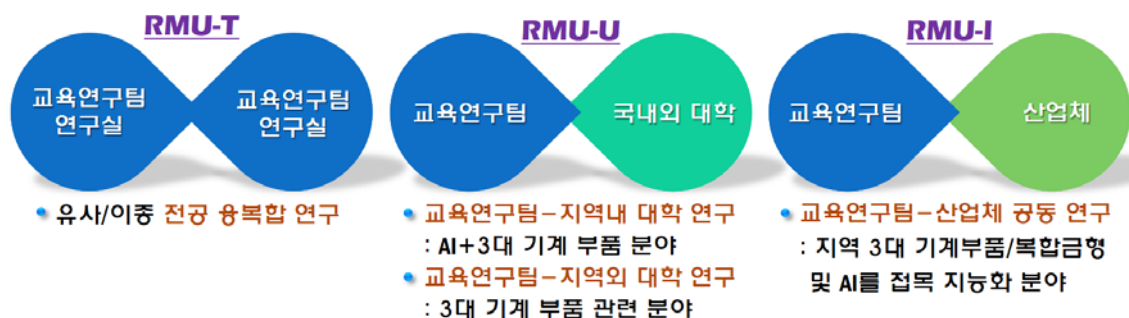 RMU-T
교육연구팀
연구실
교육연구팀
연구실
• 유사/이종 전공 융복합 연구
RMU-U
교육연구팀
국내외 대학
• 교육연구팀-지역내 대학 연구
: AI+3대 기계 부품 분야
• 교육연구팀-지역외 대학 연구
: 3대 기계 부품 관련 분야
RMU-I
교육연구팀
산업체
• 교육연구팀-산업체 공동 연구
: 지역 3대 기계부품/복합금형
및 AI를 접목 지능화 분야